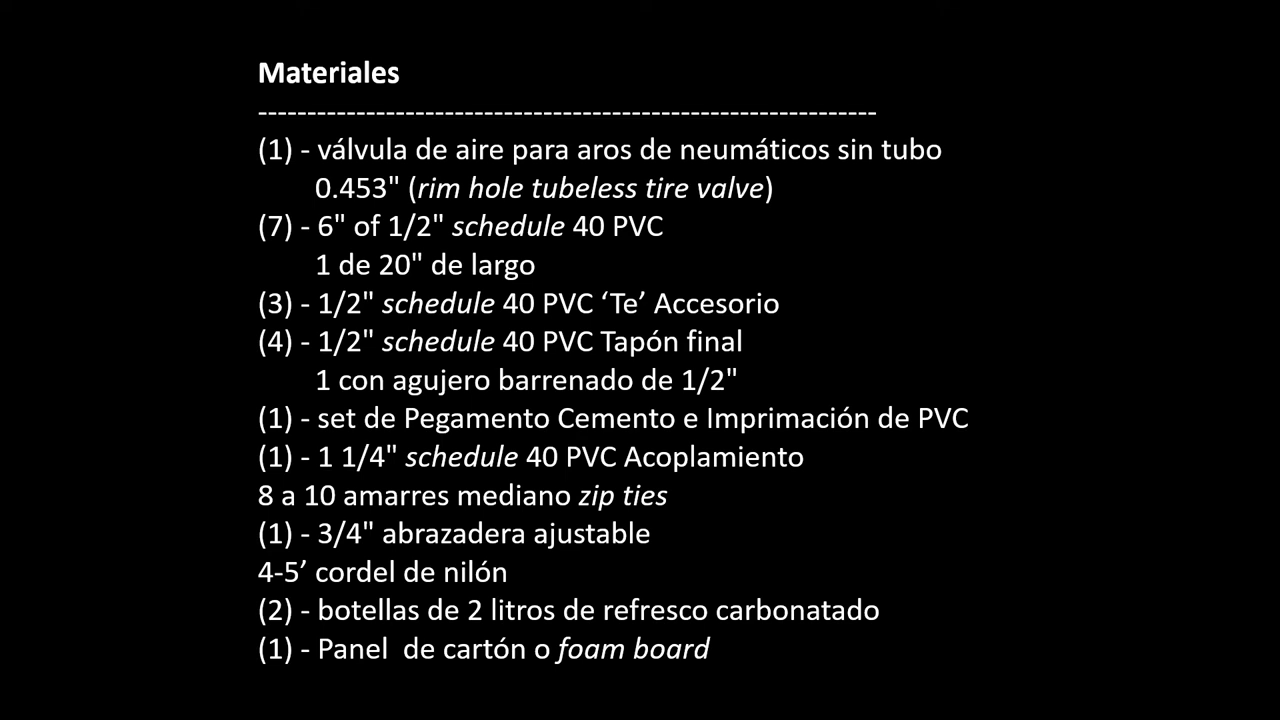 Materiales
---------------------------------------------------------------
(1) - válvula de aire para aros de neumáticos sin tubo
0.453" (rim hole tubeless tire valve)
(7) - 6" of 1/2" schedule 40 PVC
1 de 20" de largo
(3) - 1/2" schedule 40 PVC ‘Te’ Accesorio
(4) - 1/2" schedule 40 PVC Tapón final
1 con agujero barrenado de 1/2"
(1) - set de Pegamento Cemento e Imprimación de PVC
(1) - 1 1/4" schedule 40 PVC Acoplamiento
8 a 10 amarres mediano zip ties
(1) - 3/4" abrazadera ajustable
4-5’ cordel de nilón
(2) - botellas de 2 litros de refresco carbonatado
(1) - Panel  de cartón o foam board